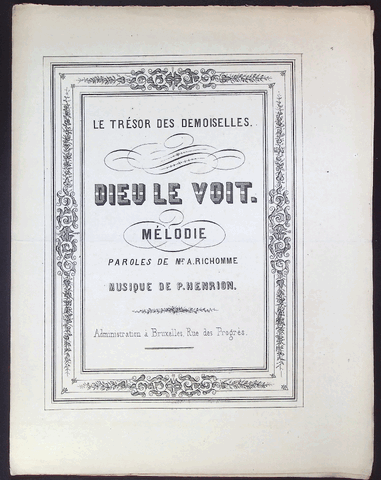 LE TRÉSOR DES DEMOISELLES.
DIEU LE VOIT.
MÉLODIE
PAROLES DE Mr. A. RICHOMME
MUSIQUE DE P. HENRION.
Administration à Bruxelles, Rue des Progrés.